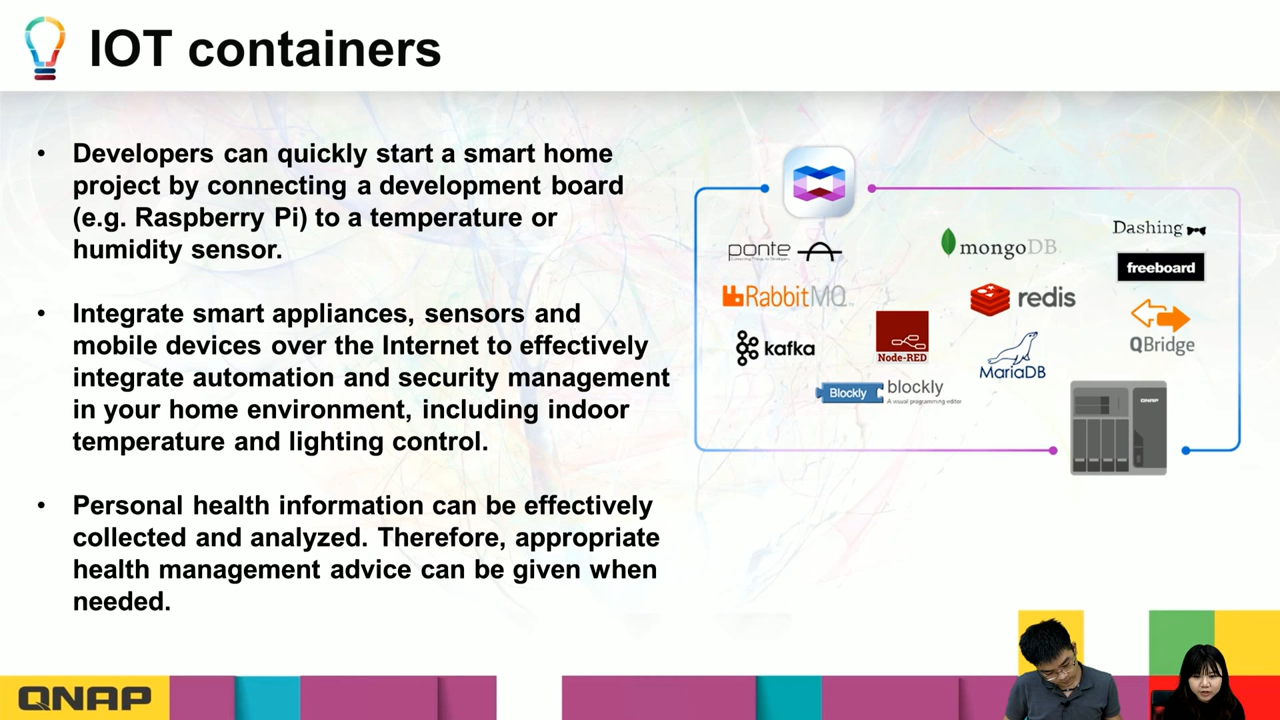 IOT containers
• Developers can quickly start a smart home
project by connecting a development board
(e.g. Raspberry Pi) to a temperature or
humidity sensor.
• Integrate smart appliances, sensors and
mobile devices over the Internet to effectively
integrate automation and security management
in your home environment, including indoor
temperature and lighting control.
• Personal health information can be effectively
collected and analyzed. Therefore, appropriate
health management advice can be given when
needed.
ponte
RabbitMQ
kafka
Node-RED
Blockly
blockly
A visual programming editor
mongoDB
redis
MariaDB
Dashing
freeboard
QBridge
QNAP
QNAP